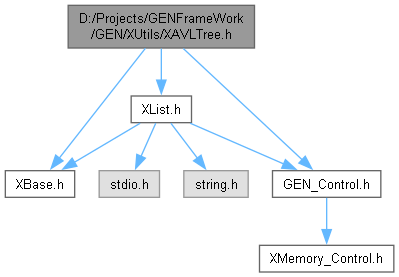 D:/Projects/GENFrameWork
/GEN/XUtils/XAVLTree.h
XList.h
XBase.h
stdio.h
string.h
GEN_Control.h
XMemory_Control.h